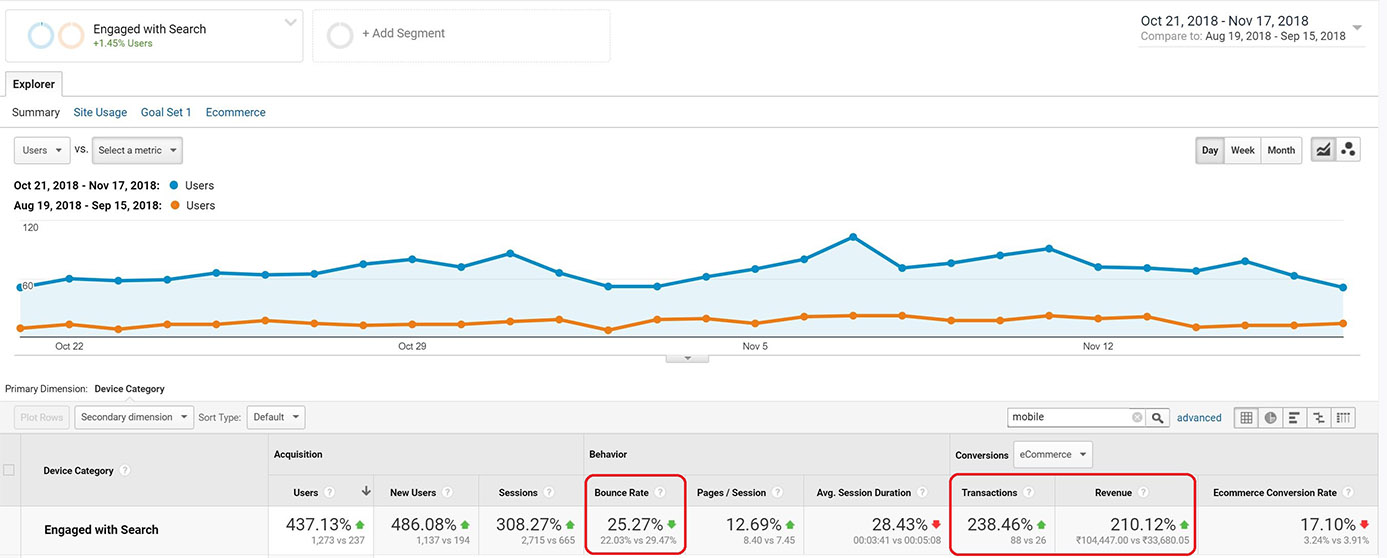 Engaged with Search
+1.45% Users
+ Add Segment
Oct 21, 2018 - Nov 17, 2018
Compare to: Aug 19, 2018 - Sep 15, 2018
Explorer
Summary Site Usage Goal Set 1 Ecommerce
Users vs. Select a metric Day Week Month
Oct 21, 2018 - Nov 17, 2018: Users
Aug 19, 2018 - Sep 15, 2018: Users
120
60
Oct 22 Oct 29 Nov 5 Nov 12
Primary Dimension: Device Category
Plot Rows Secondary dimension Sort Type: Default mobile advanced
Acquisition Behavior Conversions eCommerce
Device Category ?
Users ? New Users ? Sessions ? Bounce Rate ? Pages / Session ? Avg. Session Duration ? Transactions ? Revenue ? Ecommerce Conversion Rate ?
Engaged with Search 437.13% 486.08% 308.27% 25.27% 12.69% 28.43% 238.46% 210.12% 17.10%
1,273 vs 237 1,137 vs 194 2,715 vs 665 22.03% vs 29.47% 8.40 vs 7.45 00:03:41 vs 00:05:08 88 vs 26 ₹104,447.00 vs ₹33,680.05 3.24% vs 3.91%